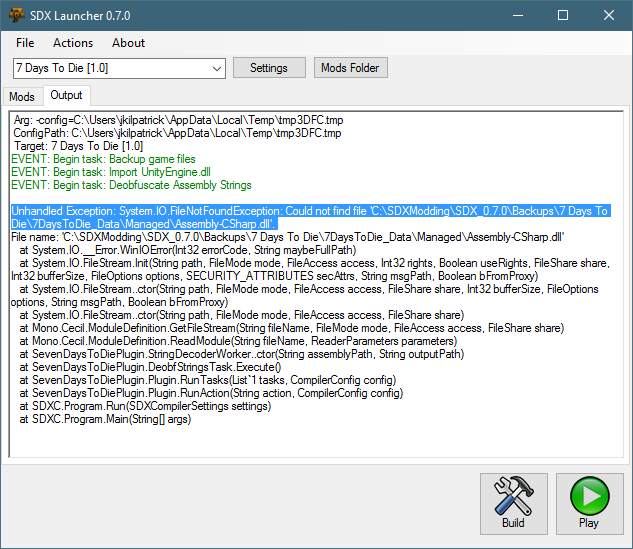 SDX Launcher 0.7.0
File Actions About
7 Days To Die [1.0] Settings Mods Folder
Mods Output
Arg: -config=C:\Users\jkilpatrick\AppData\Local\Temp\tmp3DFC.tmp
ConfigPath: C:\Users\jkilpatrick\AppData\Local\Temp\tmp3DFC.tmp
Target: 7 Days To Die [1.0]
EVENT: Begin task: Backup game files
EVENT: Begin task: Import UnityEngine.dll
EVENT: Begin task: Deobfuscate Assembly Strings
Unhandled Exception: System.IO.FileNotFoundException: Could not find file 'C:\SDXModding\SDX_0.7.0\Backups\7 Days To
Die\7DaysToDie_Data\Managed\Assembly-CSharp.dll'.
File name: 'C:\SDXModding\SDX_0.7.0\Backups\7 Days To Die\7DaysToDie_Data\Managed\Assembly-CSharp.dll'
at System.IO.__Error.WinIOError(Int32 errorCode, String maybeFullPath)
at System.IO.FileStream.Init(String path, FileMode mode, FileAccess access, Int32 rights, Boolean useRights, FileShare share,
Int32 bufferSize, FileOptions options, SECURITY_ATTRIBUTES secAttrs, String msgPath, Boolean bFromProxy)
at System.IO.FileStream..ctor(String path, FileMode mode, FileAccess access, FileShare share, Int32 bufferSize, FileOptions
options, String msgPath, Boolean bFromProxy)
at System.IO.FileStream..ctor(String path, FileMode mode, FileAccess access, FileShare share)
at Mono.Cecil.ModuleDefinition.GetFileStream(String fileName, FileMode mode, FileAccess access, FileShare share)
at Mono.Cecil.ModuleDefinition.ReadModule(String fileName, ReaderParameters parameters)
at SevenDaysToDiePlugin.StringDecoderWorker..ctor(String assemblyPath, String outputPath)
at SevenDaysToDiePlugin.DeobfStringsTask.Execute()
at SevenDaysToDiePlugin.Plugin.RunTasks(List`1 tasks, CompilerConfig config)
at SevenDaysToDiePlugin.Plugin.RunAction(String action, CompilerConfig config)
at SDXC.Program.Run(SDXCompilerSettings settings)
at SDXC.Program.Main(String[] args)
Build Play